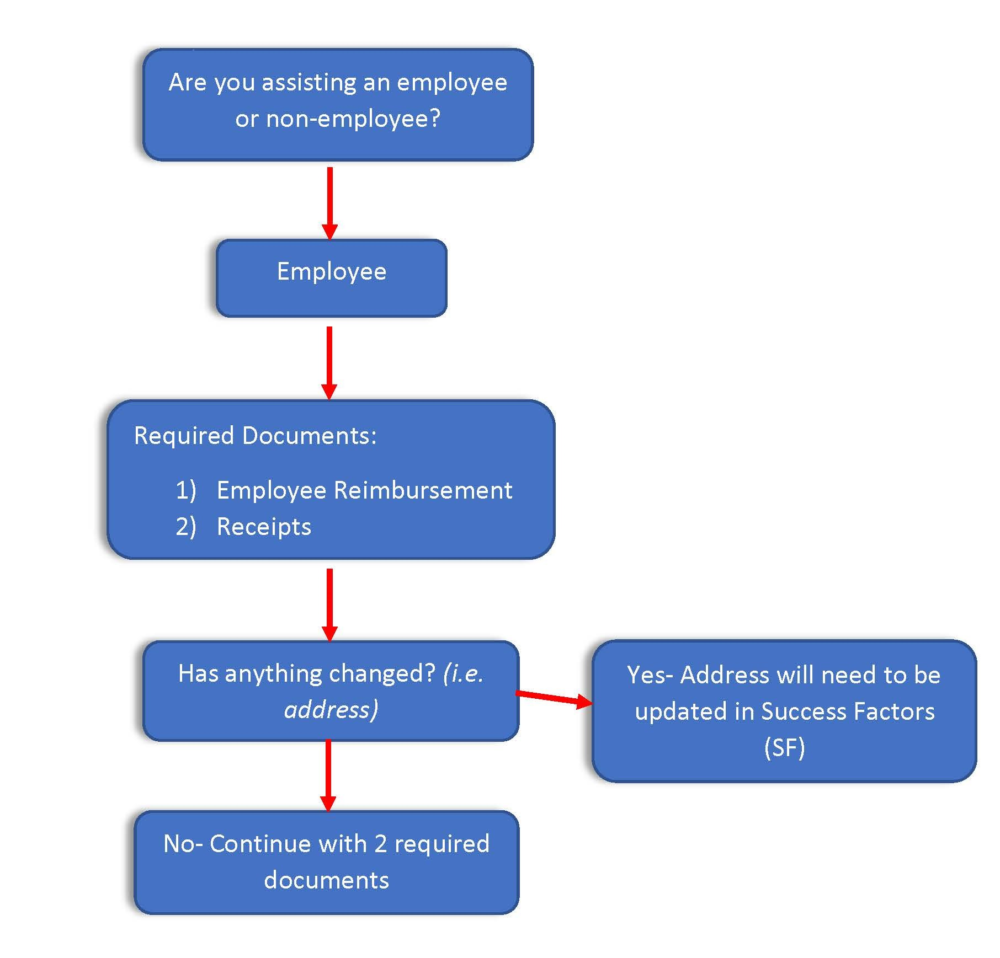 Are you assisting an employee
or non-employee?
Employee
Required Documents:
1) Employee Reimbursement
2) Receipts
Has anything changed? (i.e.
address)
Yes- Address will need to be
updated in Success Factors
(SF)
No- Continue with 2 required
documents